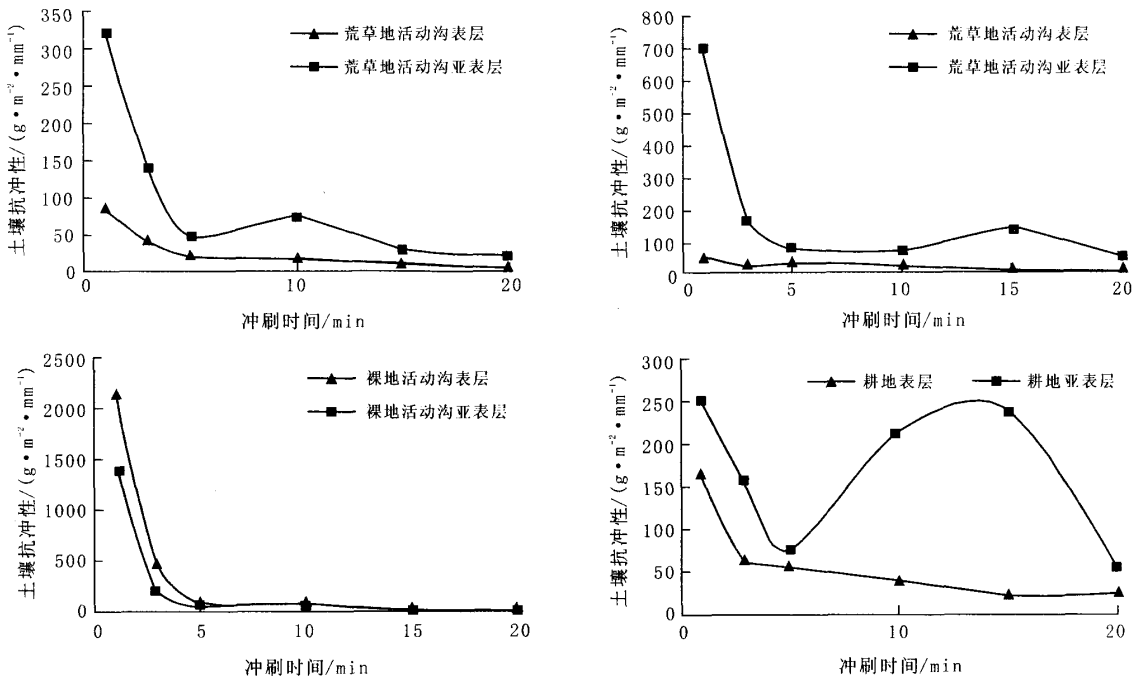 350
300
250
200
150
100
50
0
土壤抗冲性/(g•m⁻²•mm⁻¹)
荒草地活动沟表层
荒草地活动沟亚表层
0 10 20
冲刷时间/min
800
700
600
500
400
300
200
100
0
土壤抗冲性/(g•m⁻²•mm⁻¹)
荒草地活动沟表层
荒草地活动沟亚表层
0 5 10 15 20
冲刷时间/min
2500
2000
1500
1000
500
0
土壤抗冲性/(g•m⁻²•mm⁻¹)
裸地活动沟表层
裸地活动沟亚表层
0 5 10 15 20
冲刷时间/min
300
250
200
150
100
50
0
土壤抗冲性/(g•m⁻²•mm⁻¹)
耕地表层 耕地亚表层
0 10 20
冲刷时间/min